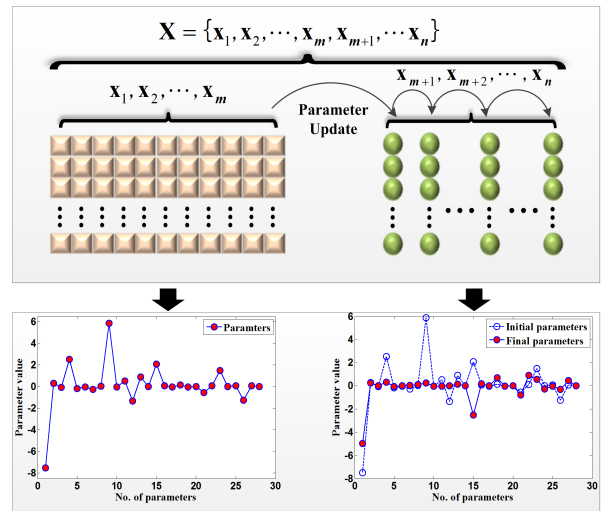 X = {x₁, x₂, ⋯, xₘ, xₘ₊₁, ⋯ xₙ}
x₁, x₂, ⋯, xₘ
xₘ₊₁, xₘ₊₂, ⋯, xₙ
Parameter
Update
6
4
2
0
-2
-4
-6
-8
0 5 10 15 20 25 30
Parameter value
No. of parameters
Paramters
6
4
2
0
-2
-4
-6
-8
0 5 10 15 20 25 30
Parameter value
No. of parameters
Initial parameters
Final parameters